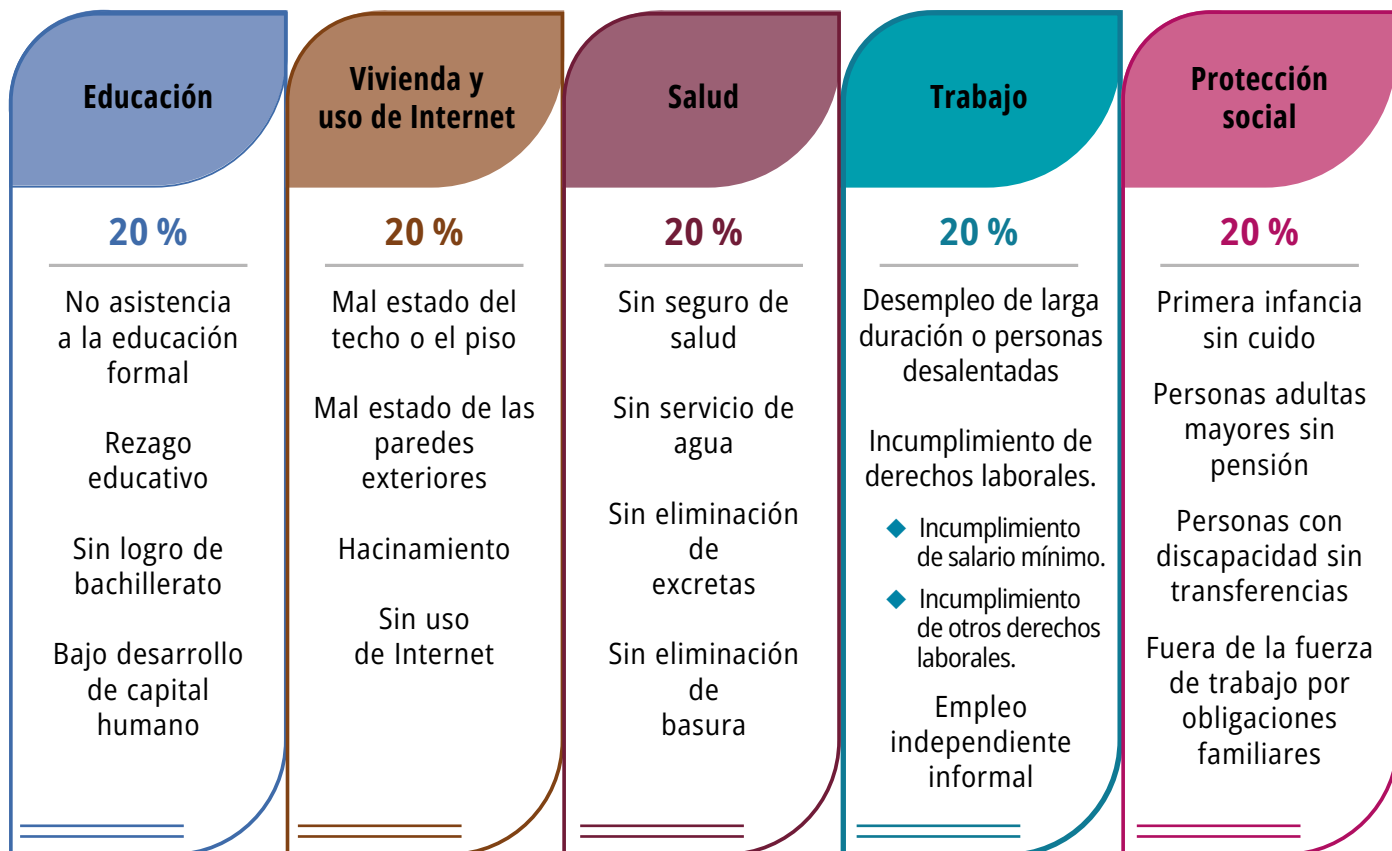 Educación
20 %
No asistencia
a la educación
formal
Rezago
educativo
Sin logro de
bachillerato
Bajo desarrollo
de capital
humano
Vivienda y
uso de Internet
20 %
Mal estado del
techo o el piso
Mal estado de las
paredes
exteriores
Hacinamiento
Sin uso
de Internet
Salud
20 %
Sin seguro de
salud
Sin servicio de
agua
Sin eliminación
de
excretas
Sin eliminación
de
basura
Trabajo
20 %
Desempleo de larga
duración o personas
desalentadas
Incumplimiento de
derechos laborales.
Incumplimiento
de salario mínimo.
Incumplimiento
de otros derechos
laborales.
Empleo
independiente
informal
Protección
social
20 %
Primera infancia
sin cuido
Personas adultas
mayores sin
pensión
Personas con
discapacidad sin
transferencias
Fuera de la fuerza
de trabajo por
obligaciones
familiares